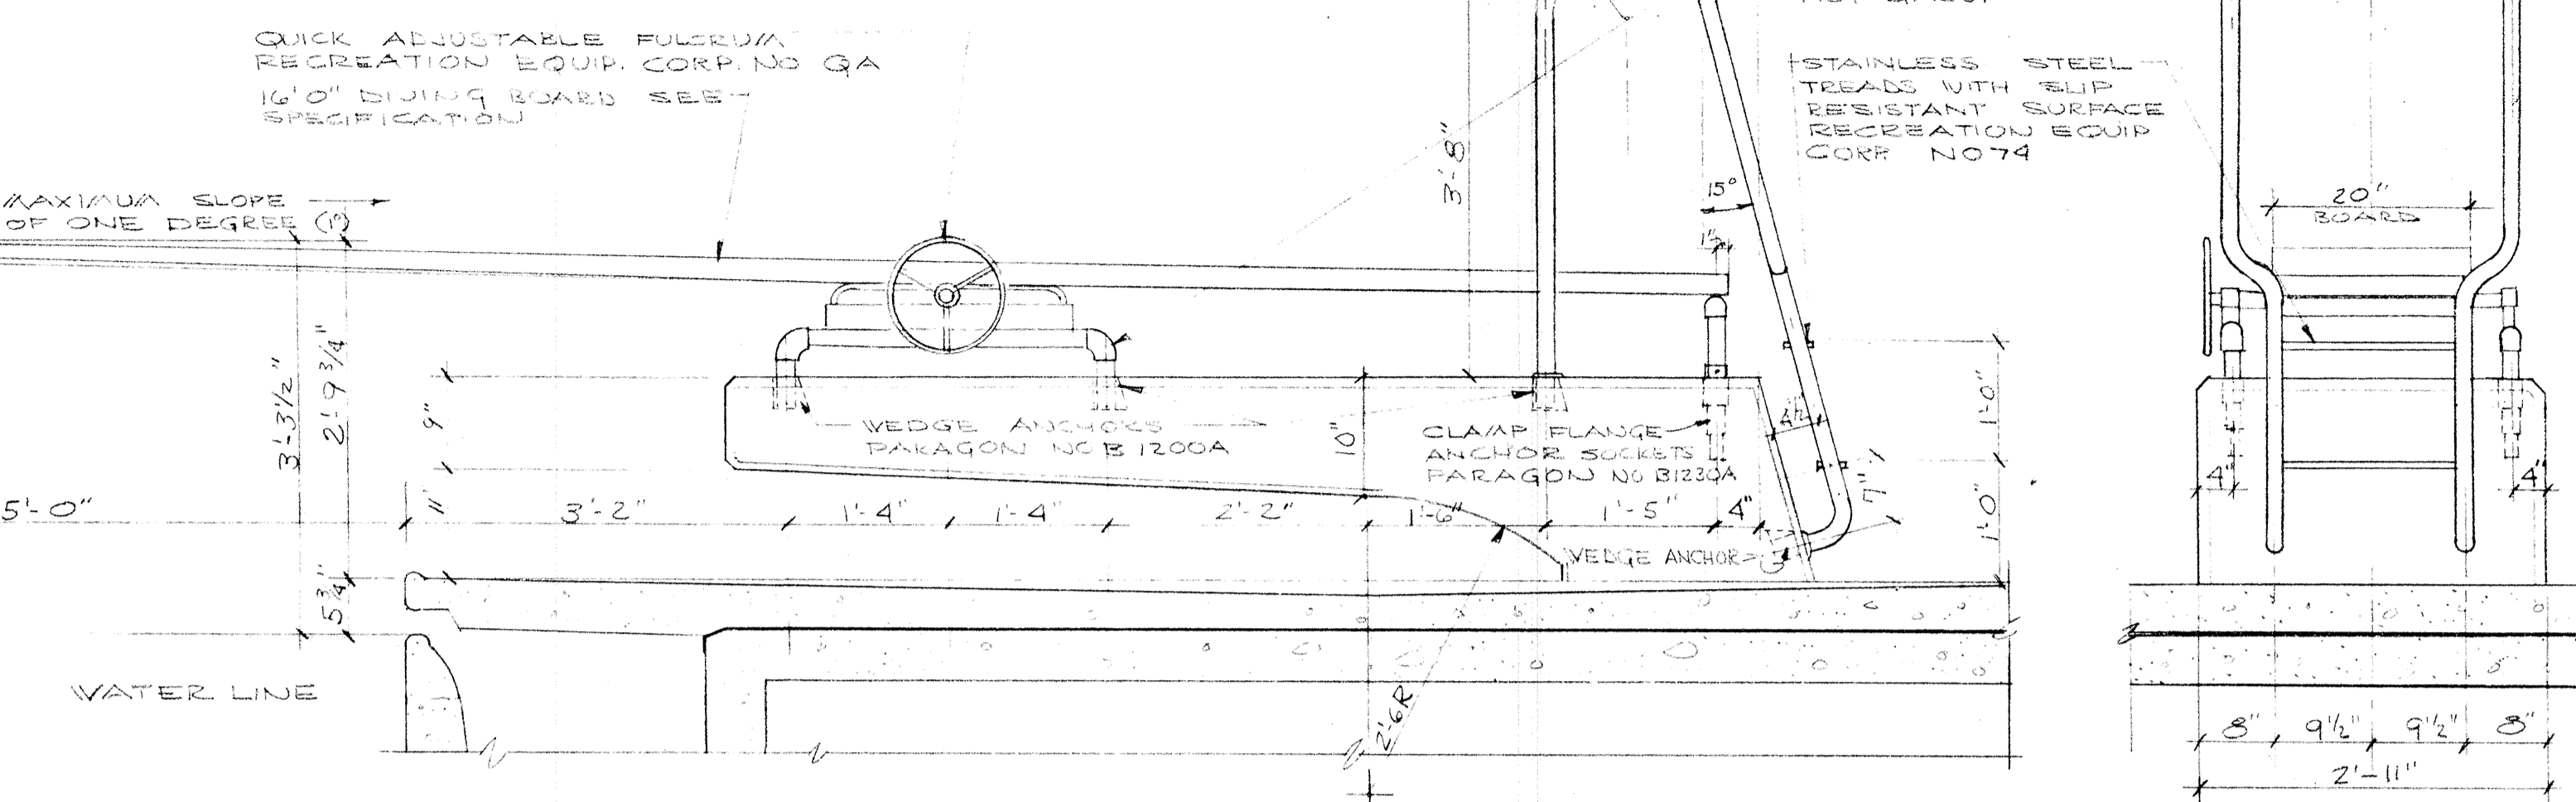 QUICK ADJUSTABLE FULCRUM
RECREATION EQUIP. CORP. NO QA
16'0" DIVING BOARD SEE
SPECIFICATION
MAXIMUM SLOPE
OF ONE DEGREE (1°)
STAINLESS STEEL
TREADS WITH SLIP
RESISTANT SURFACE
RECREATION EQUIP
CORP. NO 74
3'-8"
15°
20"
BOARD
3'-3 1/2"
2'-9 3/4"
9"
11"
10"
WEDGE ANCHORS
PARAGON NO B 1200A
CLAMP FLANGE
ANCHOR SOCKETS
PARAGON NO B1230A
1'-0"
1'-0"
7"
4"
4"
5'-0"
3'-2"
1'-4"
1'-4"
2'-2"
1'-6"
1'-5"
4"
WEDGE ANCHOR
5 3/4"
WATER LINE
2'-6R
8"
9 1/2"
9 1/2"
8"
2'-11"